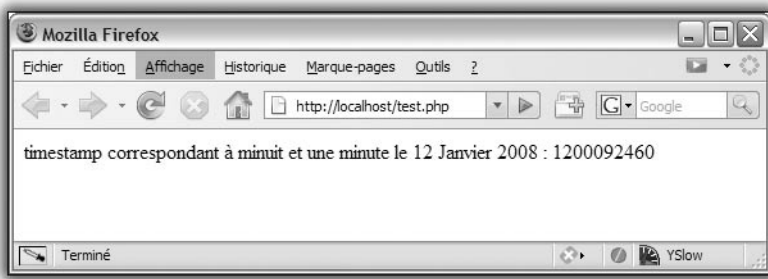 Mozilla Firefox
Fichier Édition Affichage Historique Marque-pages Outils ?
http://localhost/test.php G Google
timestamp correspondant à minuit et une minute le 12 Janvier 2008 : 1200092460
Terminé YSlow